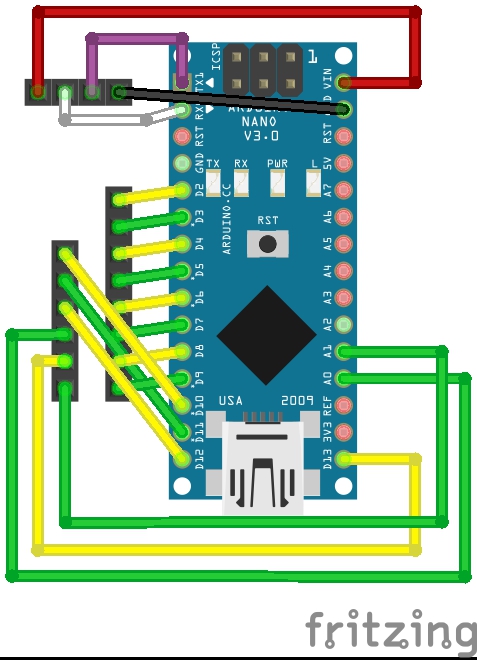 ICSP
1
TX1
RX
RST
GND
D2
D3
D4
D5
D6
D7
D8
D9
D10
D11
D12
VIN
D
RST
5V
A7
A6
A5
A4
A3
A2
A1
A0
REF
3V3
D13
ARDUINO
NANO
V3.0
TX RX PWR L
ARDUINO.CC
RST
USA 2009
fritzing